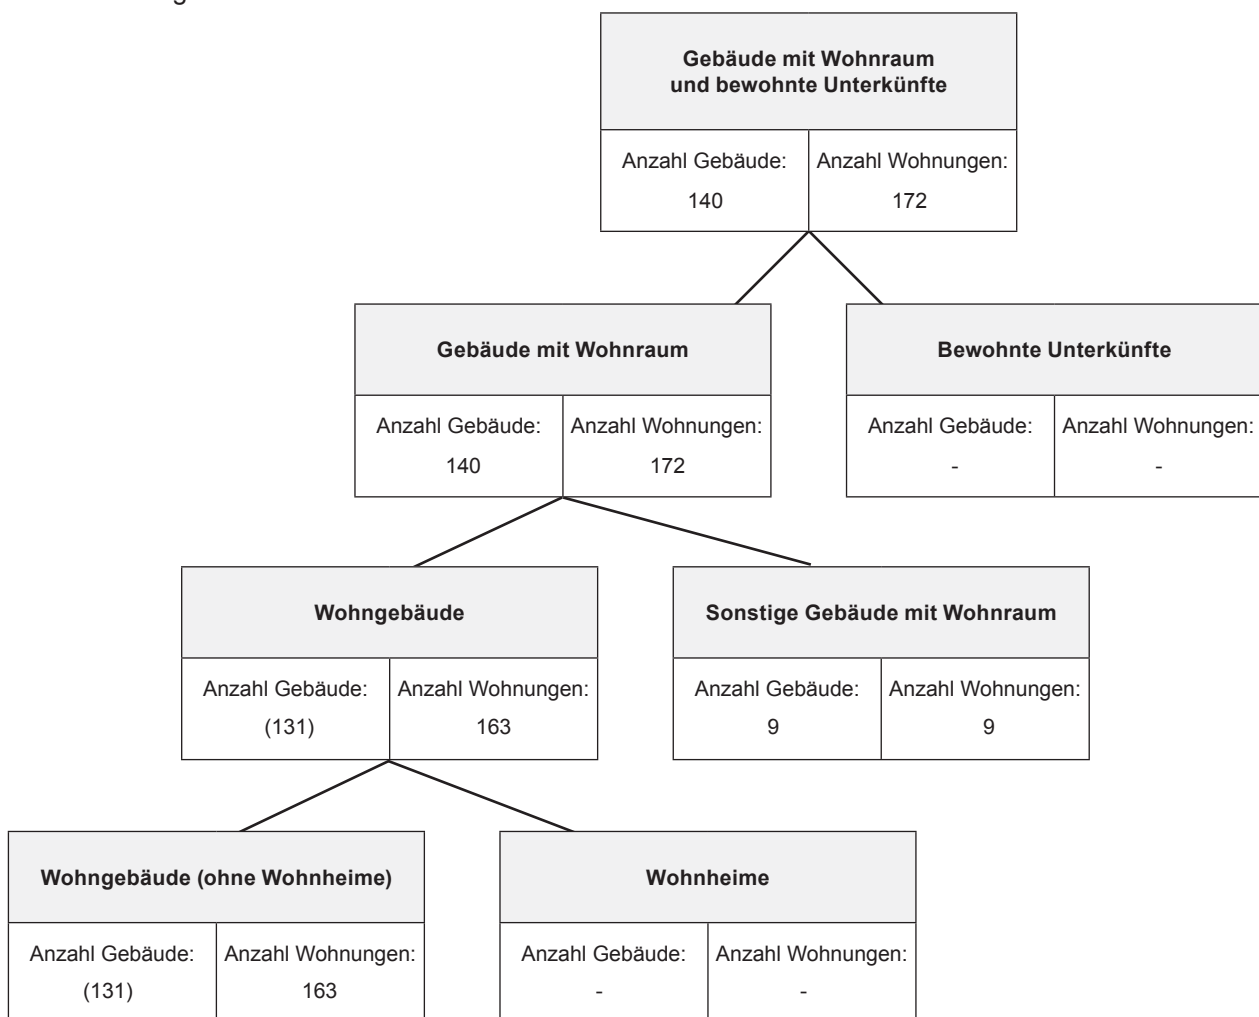 Gebäude mit Wohnraum
und bewohnte Unterkünfte
Anzahl Gebäude: Anzahl Wohnungen:
140 172
Gebäude mit Wohnraum
Anzahl Gebäude: Anzahl Wohnungen:
140 172
Bewohnte Unterkünfte
Anzahl Gebäude: Anzahl Wohnungen:
- -
Wohngebäude
Anzahl Gebäude: Anzahl Wohnungen:
(131) 163
Sonstige Gebäude mit Wohnraum
Anzahl Gebäude: Anzahl Wohnungen:
9 9
Wohngebäude (ohne Wohnheime)
Anzahl Gebäude: Anzahl Wohnungen:
(131) 163
Wohnheime
Anzahl Gebäude: Anzahl Wohnungen:
- -